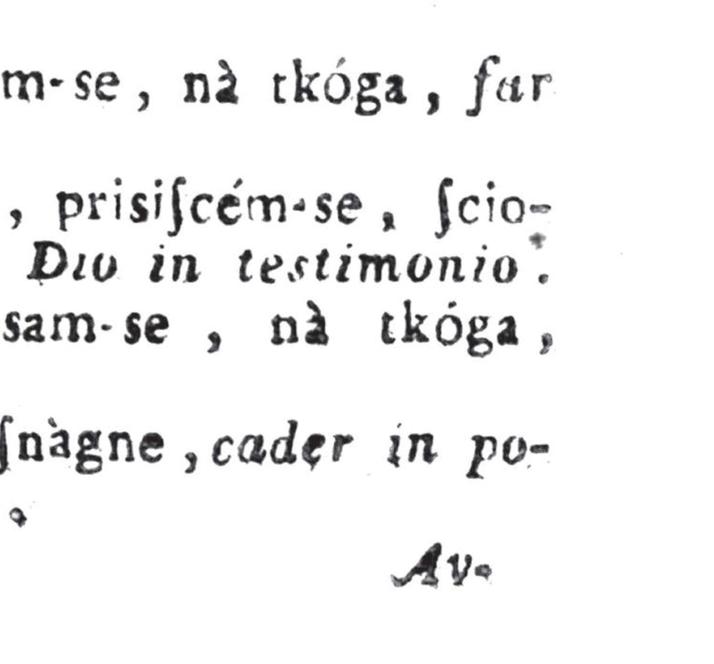 m-se, nà tkóga, far
, prisiſcém-se, ſcio-
Dio in testimonio.
sam-se, nà tkóga,
ſnàgne, cader in po-
Av-